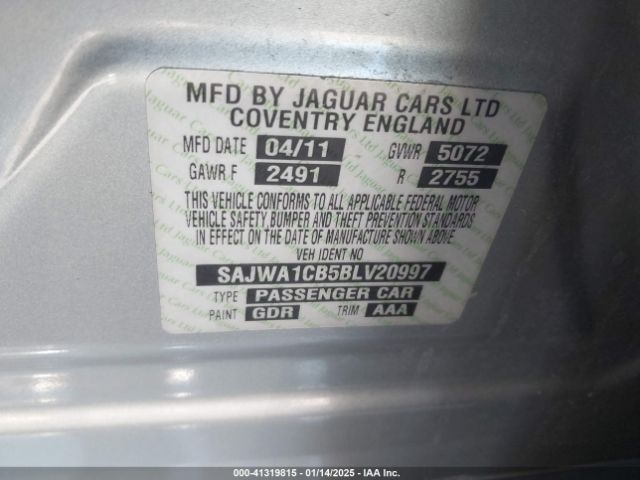 MFD BY JAGUAR CARS LTD
COVENTRY ENGLAND
MFD DATE 04/11 GVWR 5072
GAWR F 2491 R 2755
THIS VEHICLE CONFORMS TO ALL APPLICABLE FEDERAL MOTOR
VEHICLE SAFETY, BUMPER AND THEFT PREVENTION STANDARDS
IN EFFECT ON THE DATE OF MANUFACTURE SHOWN ABOVE
VEH IDENT NO
SAJWA1CB5BLV20997
TYPE PASSENGER CAR
PAINT GDR TRIM AAA
000-41319815 - 01/14/2025 - IAA Inc.